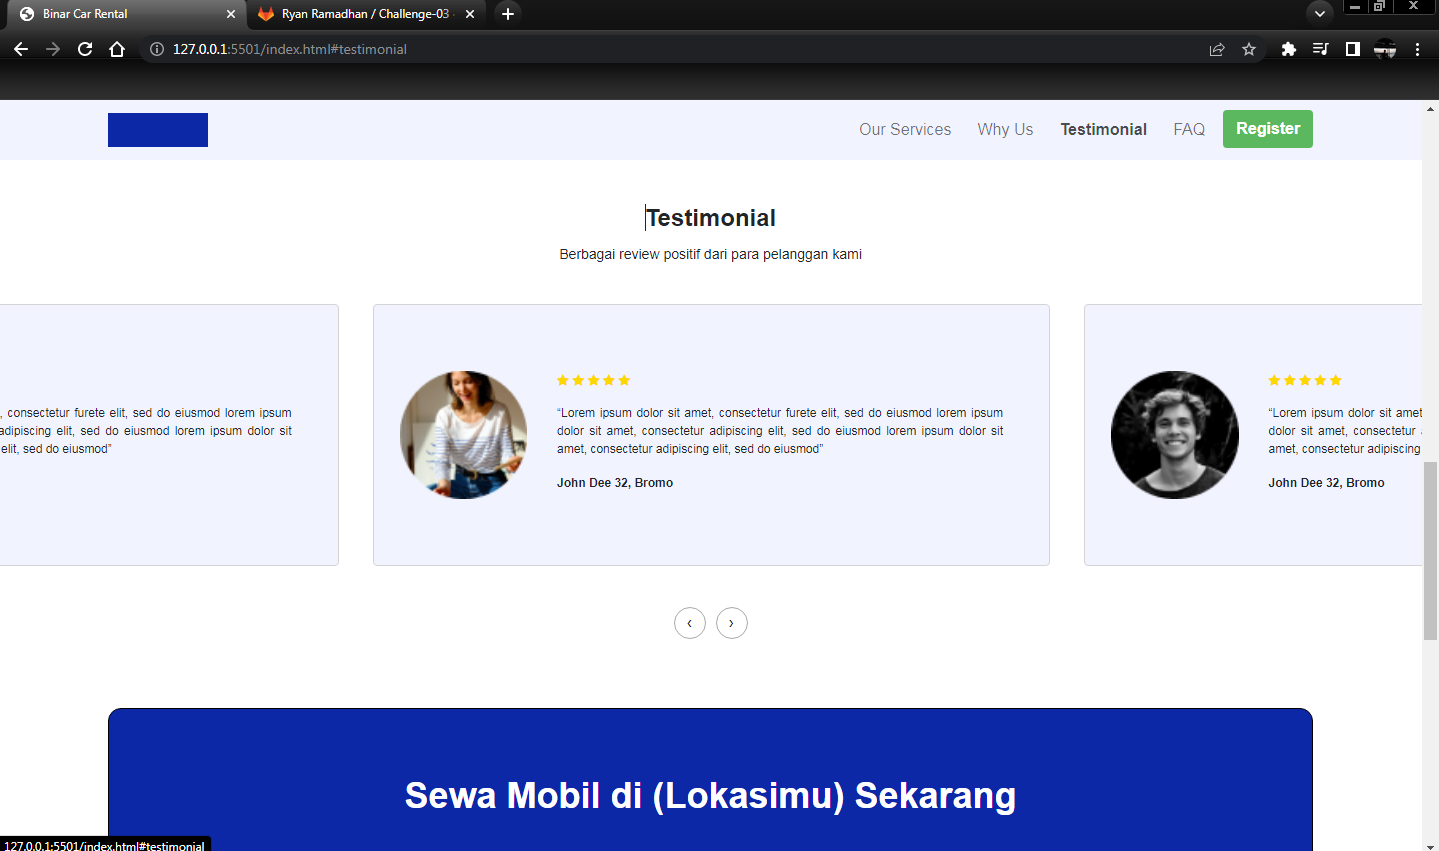 Binar Car Rental
Ryan Ramadhan / Challenge-03
127.0.0.1:5501/index.html#testimonial
Our Services
Why Us
Testimonial
FAQ
Register
Testimonial
Berbagai review positif dari para pelanggan kami
, consectetur furete elit, sed do eiusmod lorem ipsum
adipiscing elit, sed do eiusmod lorem ipsum dolor sit
elit, sed do eiusmod”
“Lorem ipsum dolor sit amet, consectetur furete elit, sed do eiusmod lorem ipsum
dolor sit amet, consectetur adipiscing elit, sed do eiusmod lorem ipsum dolor sit
amet, consectetur adipiscing elit, sed do eiusmod”
John Dee 32, Bromo
“Lorem ipsum dolor sit amet
dolor sit amet, consectetur
amet, consectetur adipiscing
John Dee 32, Bromo
‹
›
Sewa Mobil di (Lokasimu) Sekarang
127.0.0.1:5501/index.html#testimonial